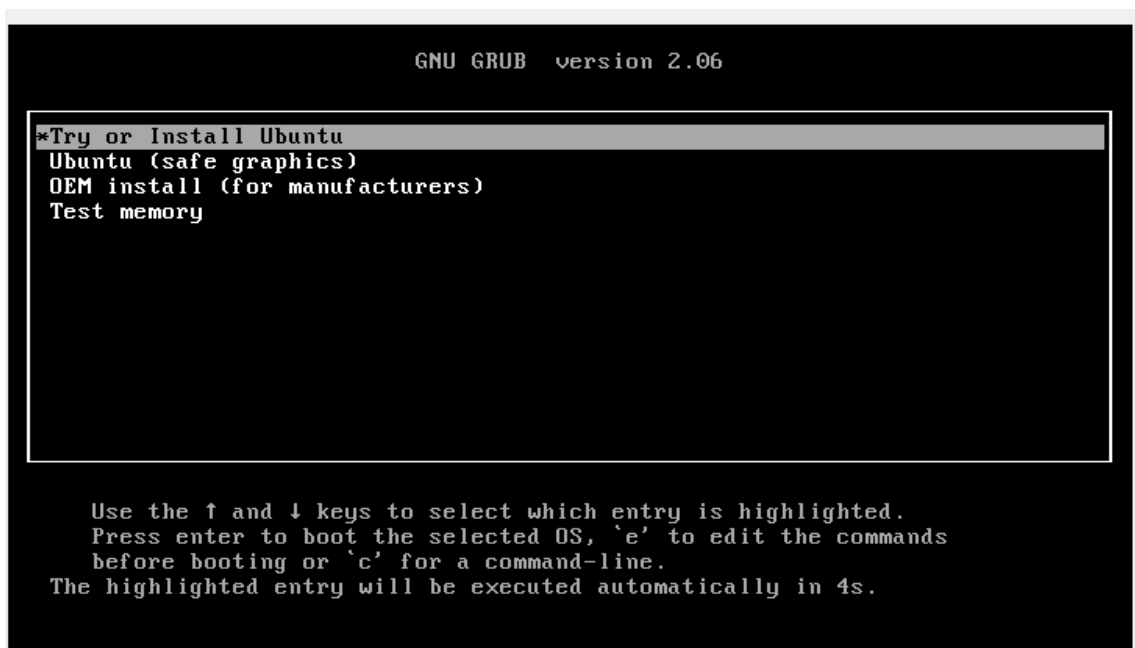 GNU GRUB  version 2.06
*Try or Install Ubuntu
Ubuntu (safe graphics)
OEM install (for manufacturers)
Test memory
Use the ↑ and ↓ keys to select which entry is highlighted.
Press enter to boot the selected OS, `e' to edit the commands
before booting or `c' for a command-line.
The highlighted entry will be executed automatically in 4s.